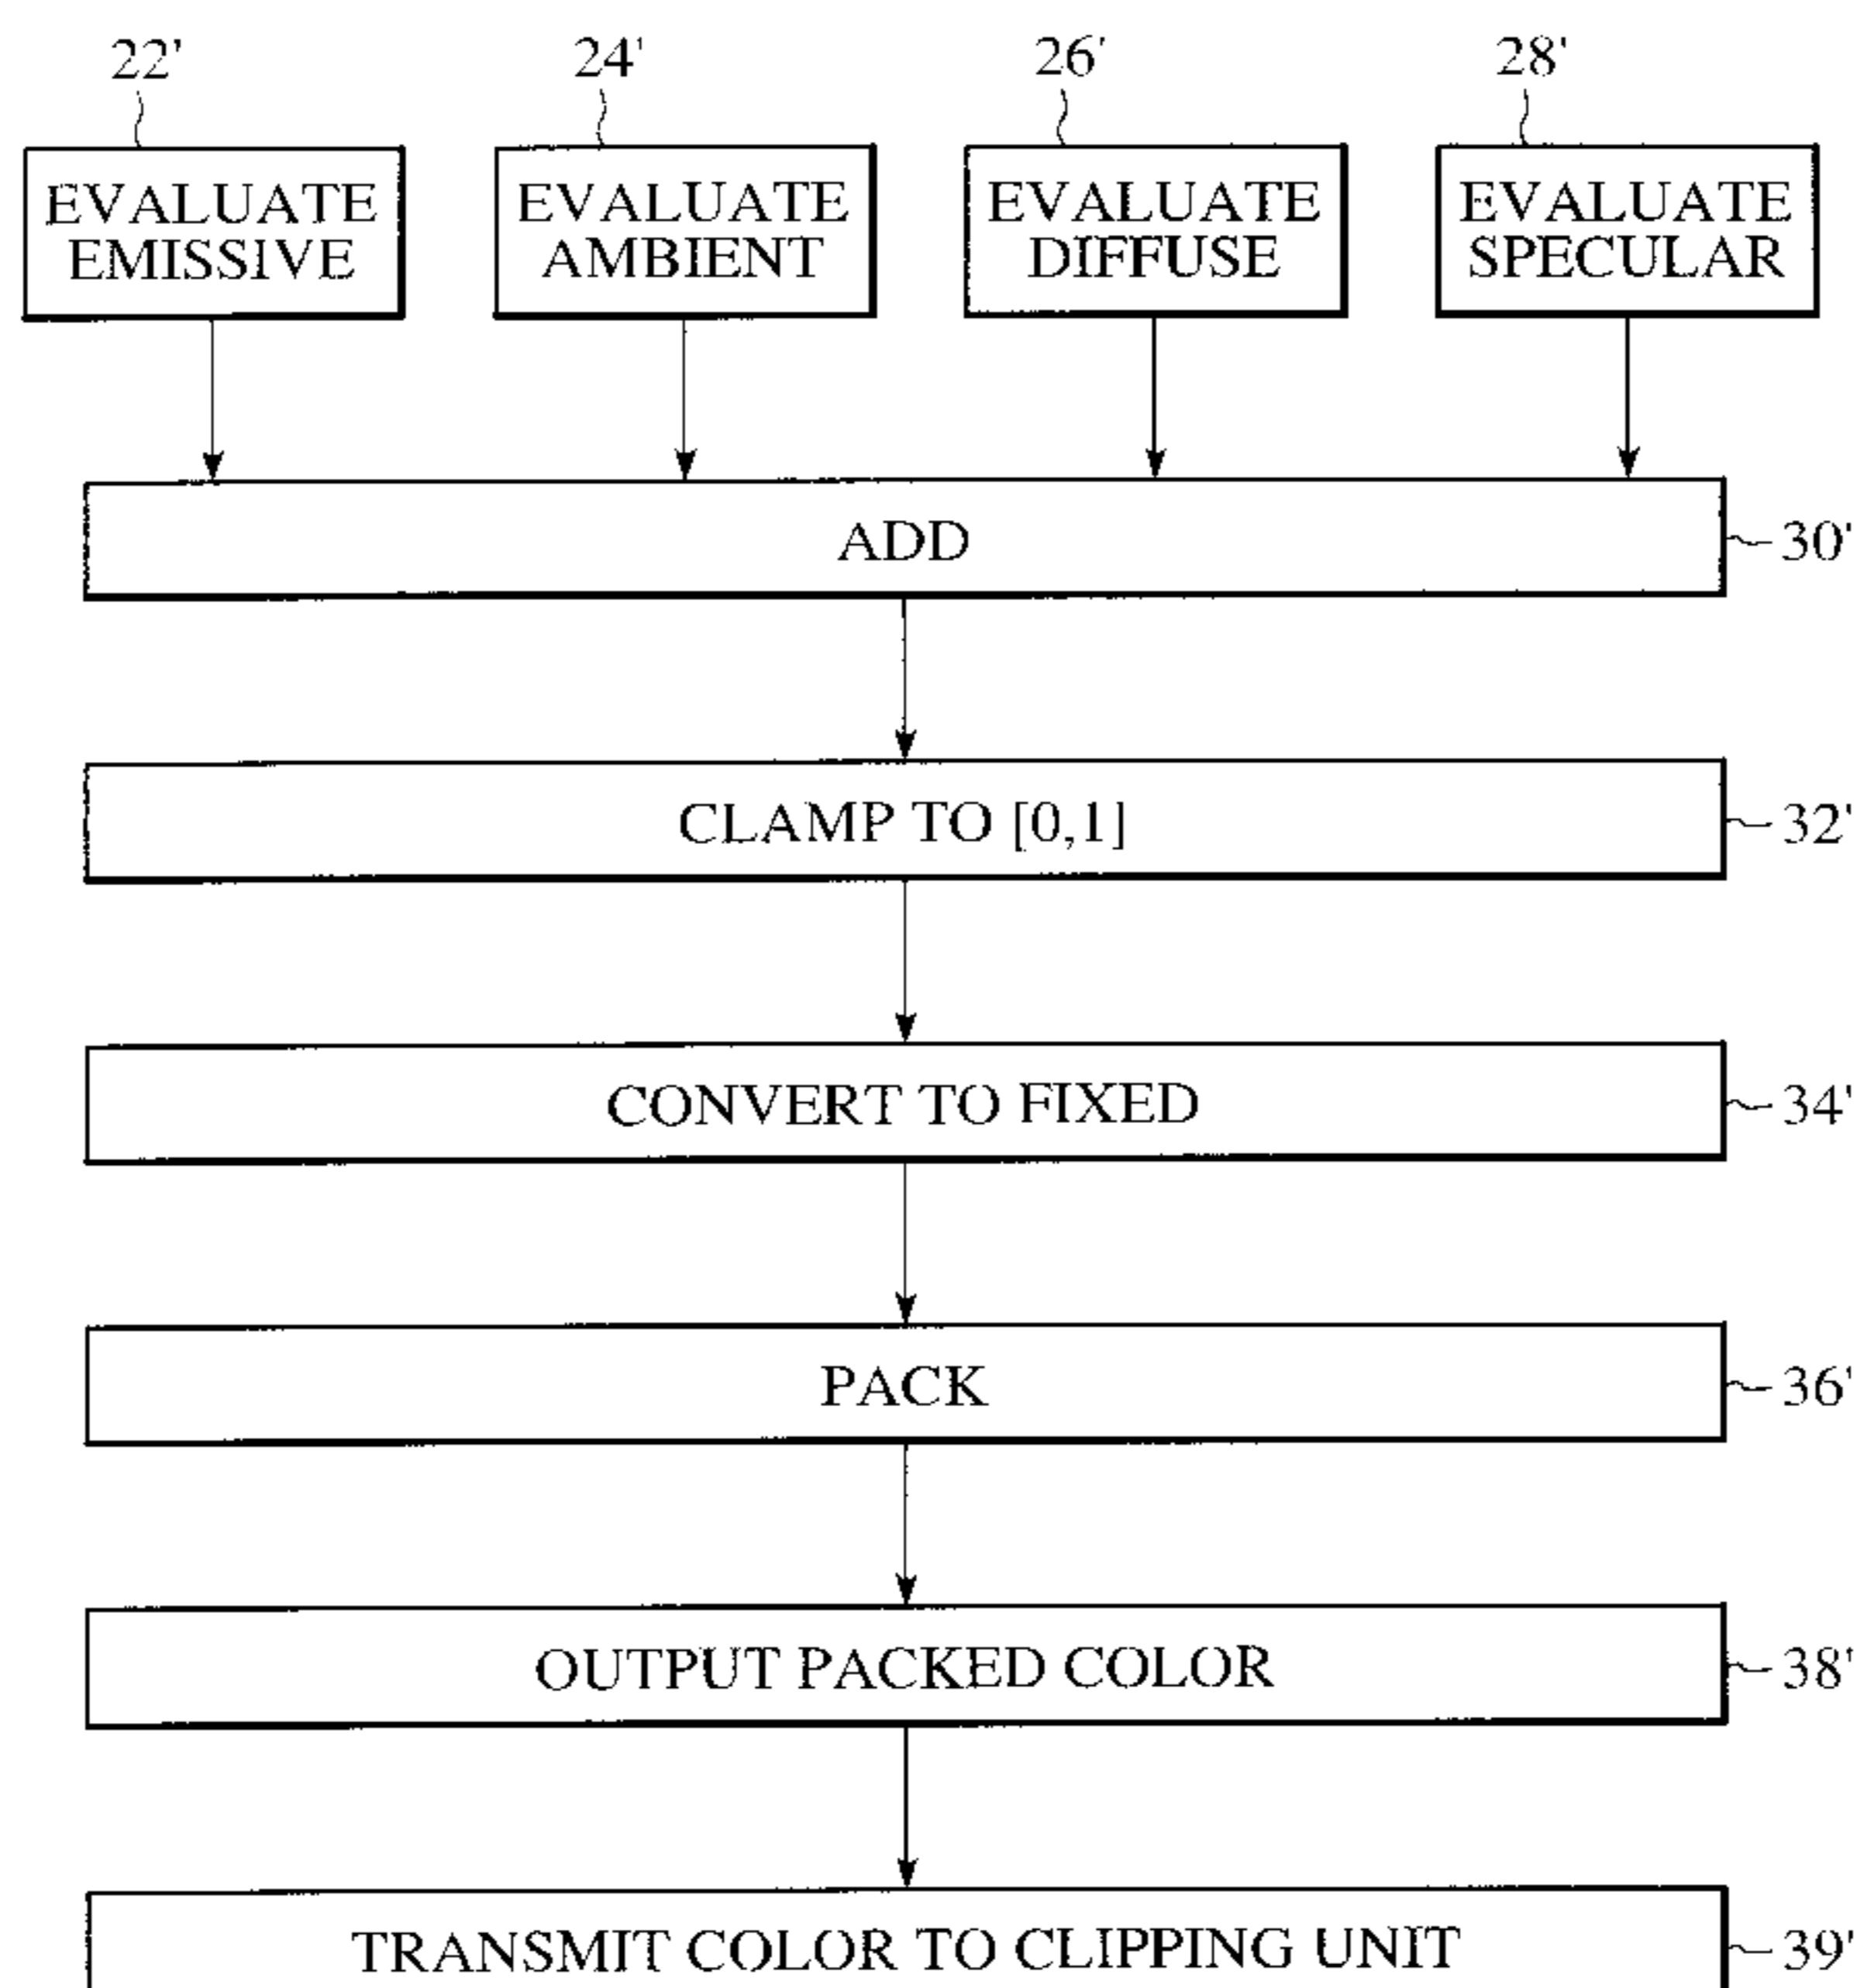 22' 24' 26' 28'
EVALUATE EMISSIVE
EVALUATE AMBIENT
EVALUATE DIFFUSE
EVALUATE SPECULAR
ADD 30'
CLAMP TO [0,1] 32'
CONVERT TO FIXED 34'
PACK 36'
OUTPUT PACKED COLOR 38'
TRANSMIT COLOR TO CLIPPING UNIT 39'